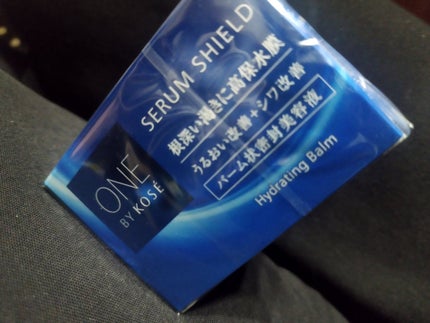 SERUM SHIELD
根深い渇きに高保水膜
うるおい改善+シワ改善
バーム状密封美容液
Hydrating Balm
ONE
BY KOSÉ